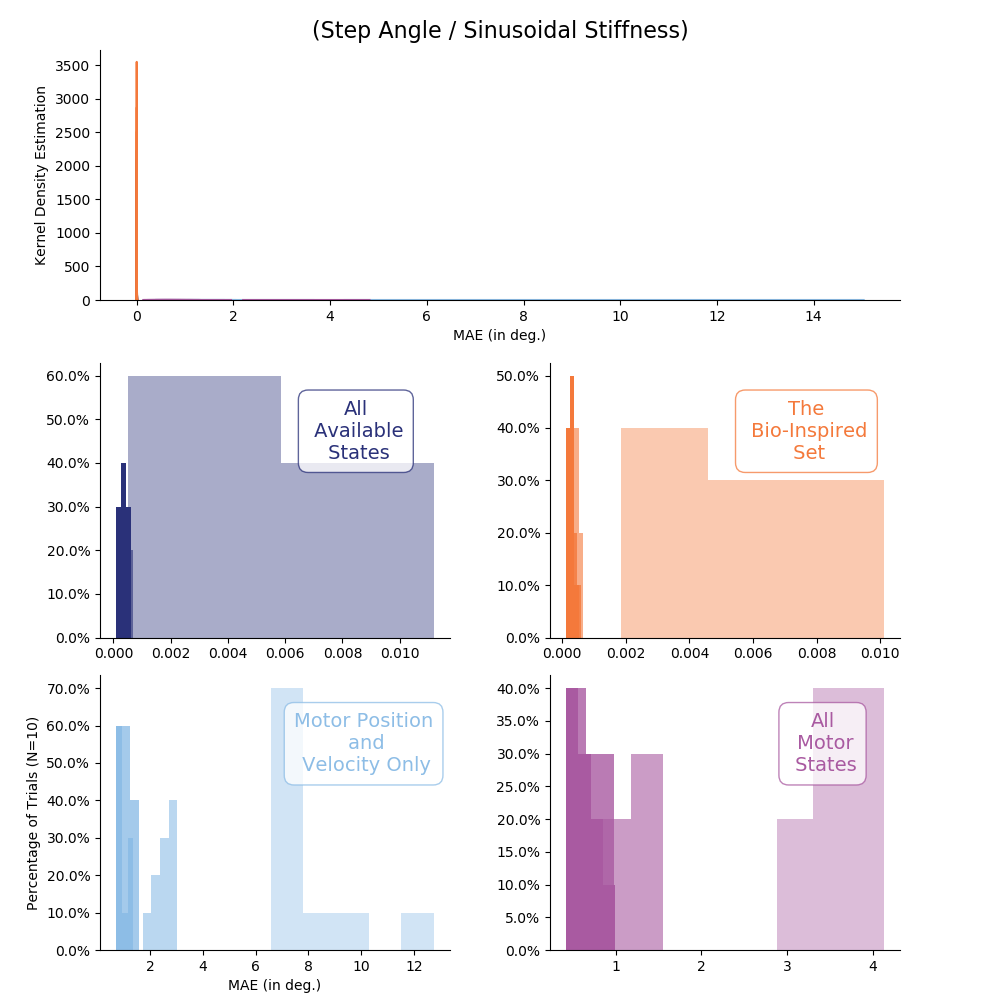 (Step Angle / Sinusoidal Stiffness)
Kernel Density Estimation
3500
3000
2500
2000
1500
1000
500
0
0 2 4 6 8 10 12 14
MAE (in deg.)
60.0%
50.0%
40.0%
30.0%
20.0%
10.0%
0.0%
0.000 0.002 0.004 0.006 0.008 0.010
All
Available
States
50.0%
40.0%
30.0%
20.0%
10.0%
0.0%
0.000 0.002 0.004 0.006 0.008 0.010
The
Bio-Inspired
Set
Percentage of Trials (N=10)
70.0%
60.0%
50.0%
40.0%
30.0%
20.0%
10.0%
0.0%
2 4 6 8 10 12
MAE (in deg.)
Motor Position
and
Velocity Only
40.0%
35.0%
30.0%
25.0%
20.0%
15.0%
10.0%
5.0%
0.0%
1 2 3 4
All
Motor
States